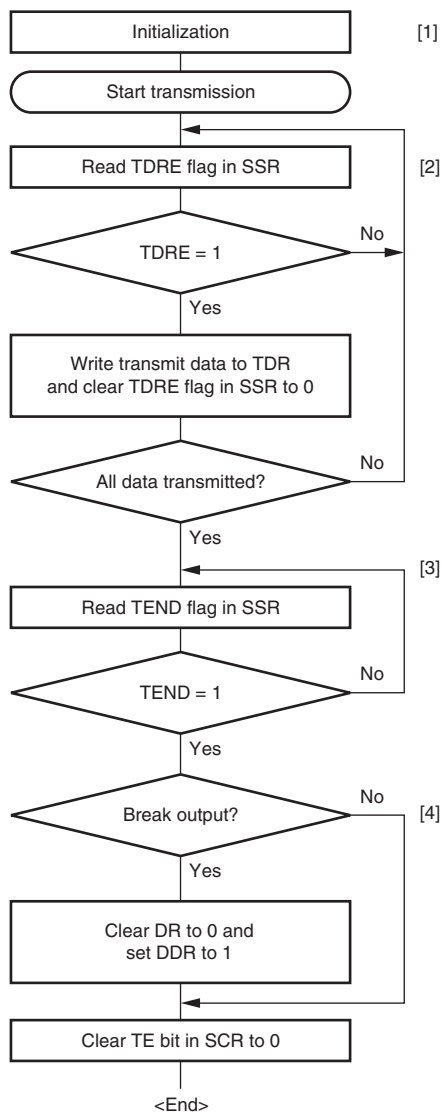 Initialization
[1]
Start transmission
Read TDRE flag in SSR
[2]
TDRE = 1
No
Yes
Write transmit data to TDR
and clear TDRE flag in SSR to 0
All data transmitted?
No
Yes
[3]
Read TEND flag in SSR
TEND = 1
No
Yes
Break output?
No
[4]
Yes
Clear DR to 0 and
set DDR to 1
Clear TE bit in SCR to 0
<End>